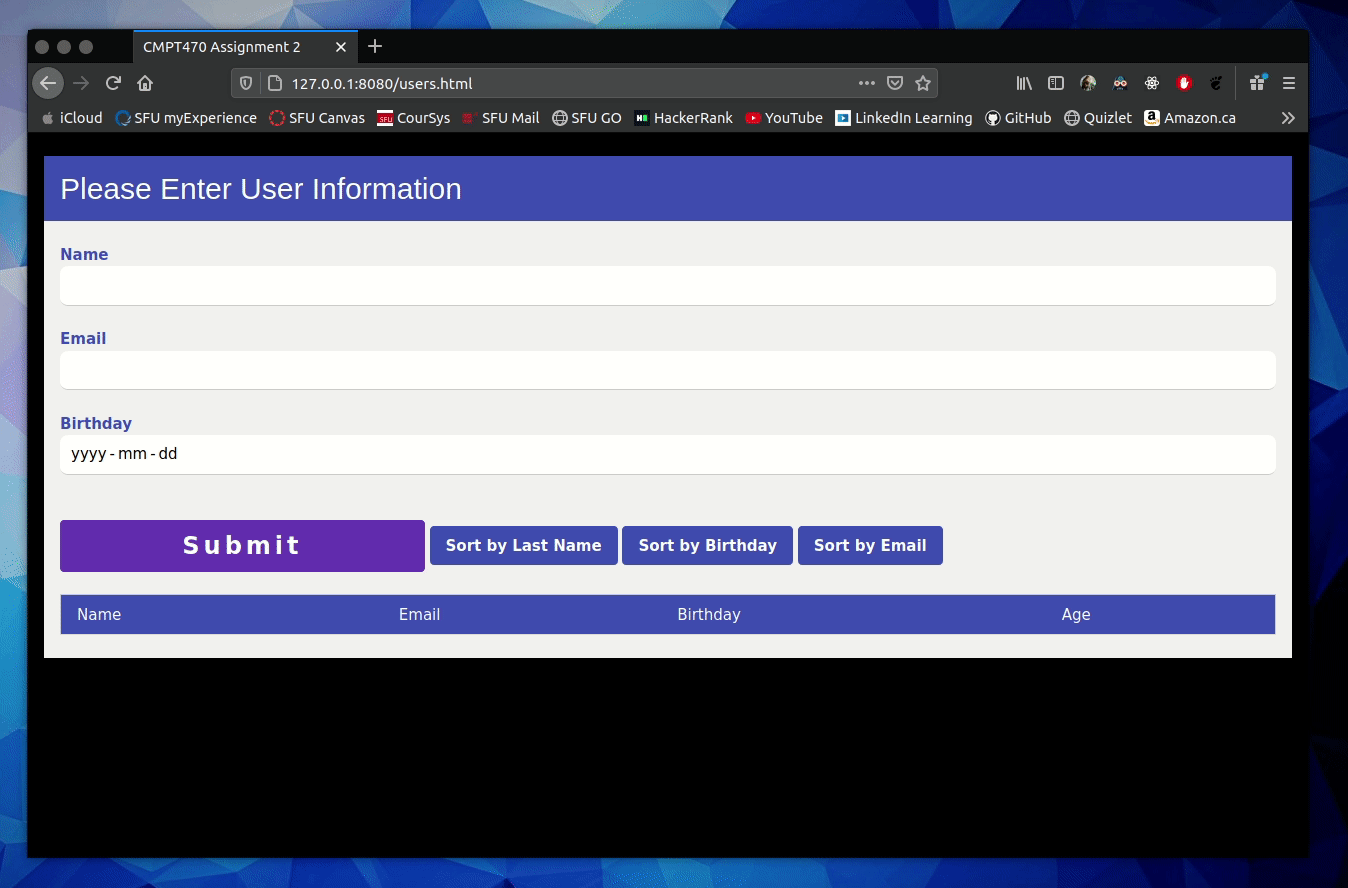 CMPT470 Assignment 2
127.0.0.1:8080/users.html
iCloud SFU myExperience SFU Canvas SFU CourSys SFU Mail SFU GO HackerRank YouTube LinkedIn Learning GitHub Quizlet Amazon.ca
Please Enter User Information
Name
Email
Birthday
yyyy-mm-dd
Submit Sort by Last Name Sort by Birthday Sort by Email
Name Email Birthday Age